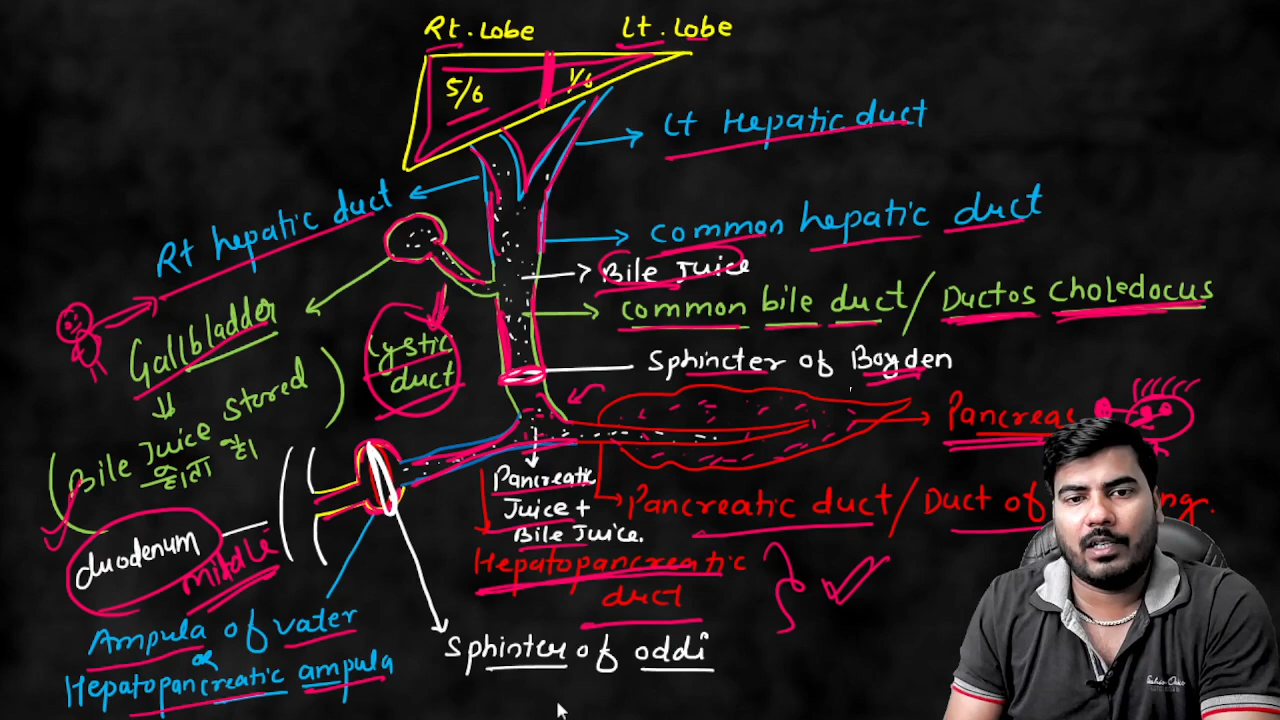 Rt. Lobe
Lt. Lobe
5/6
1/6
Lt Hepatic duct
Rt hepatic duct
common hepatic duct
Bile Juice
common bile duct / Ductos Choledocus
Gallbladder
Cystic
duct
Sphincter of Boyden
(Bile Juice stored
होता है।)
Pancreas
Pancreatic
Juice +
Bile Juice.
Pancreatic duct / Duct of
duodenum
middle
Hepatopancreatic
duct
Ampula of vater
or
Hepatopancreatic ampula
Sphinter of oddi